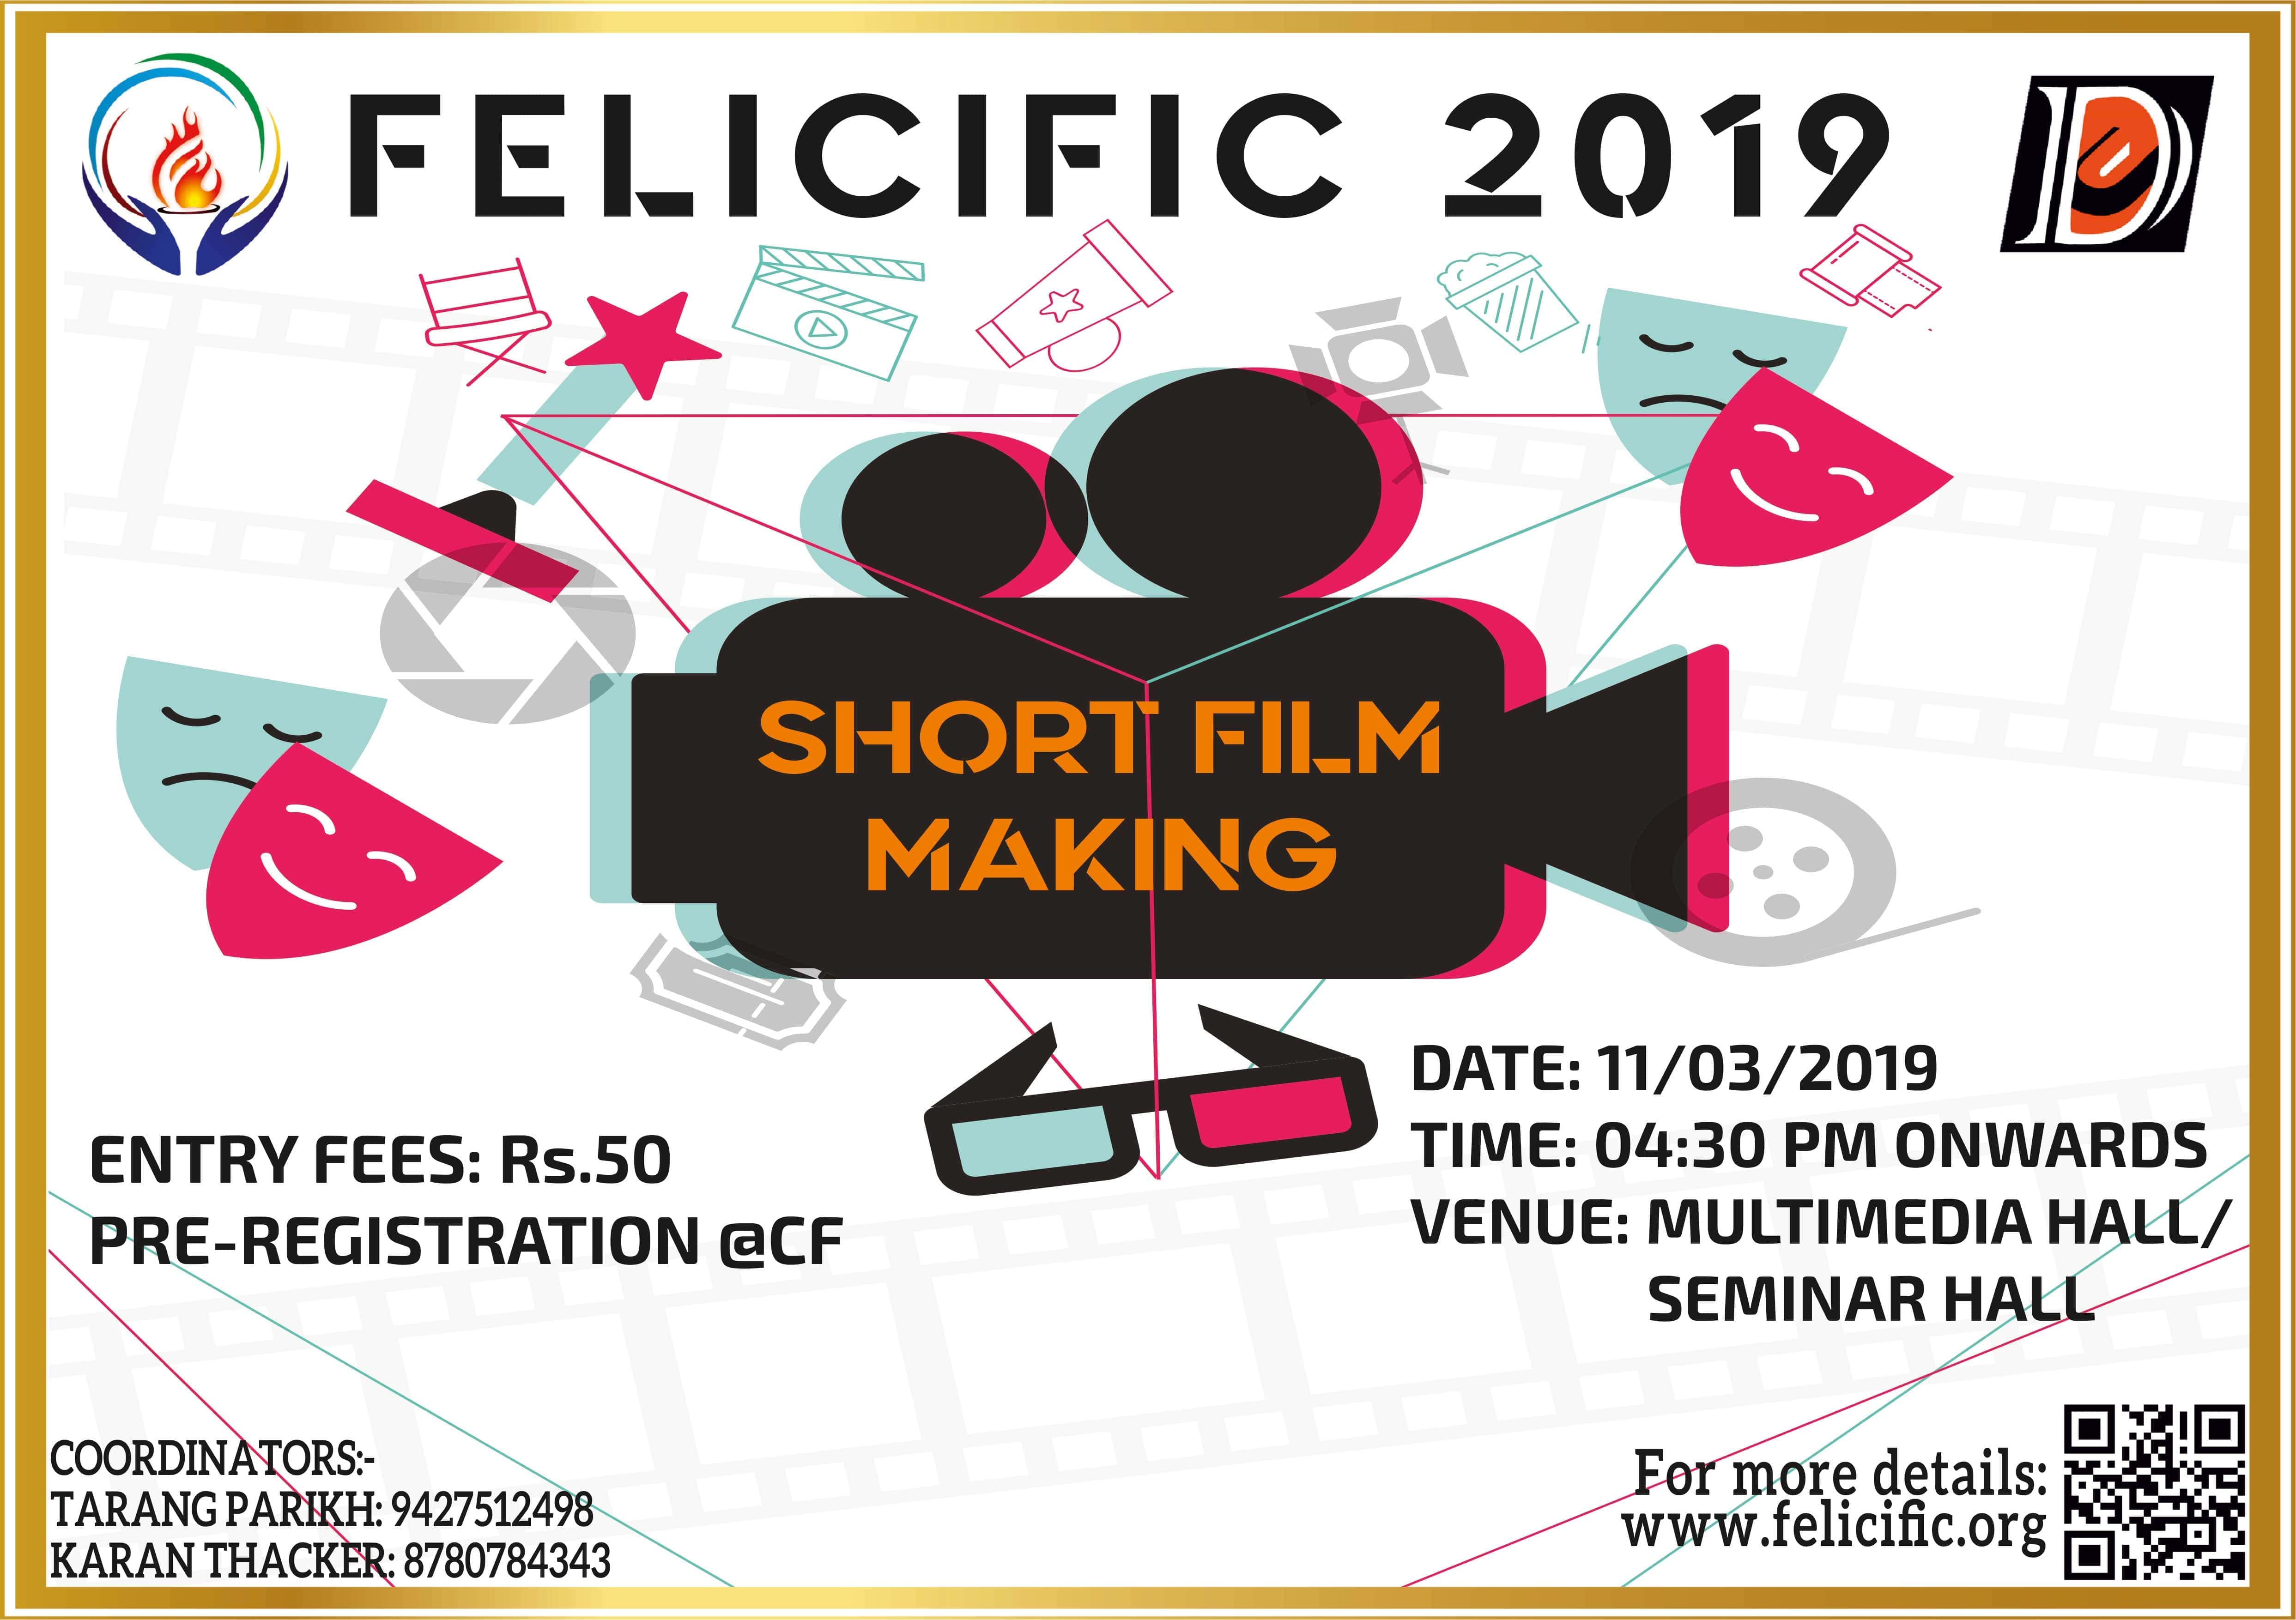 FELICIFIC 2019
SHORT FILM
MAKING
ENTRY FEES: Rs.50
PRE-REGISTRATION @CF
DATE: 11/03/2019
TIME: 04:30 PM ONWARDS
VENUE: MULTIMEDIA HALL/
SEMINAR HALL
COORDINATORS:-
TARANG PARIKH: 9427512498
KARAN THACKER: 8780784343
For more details:
www.felicific.org